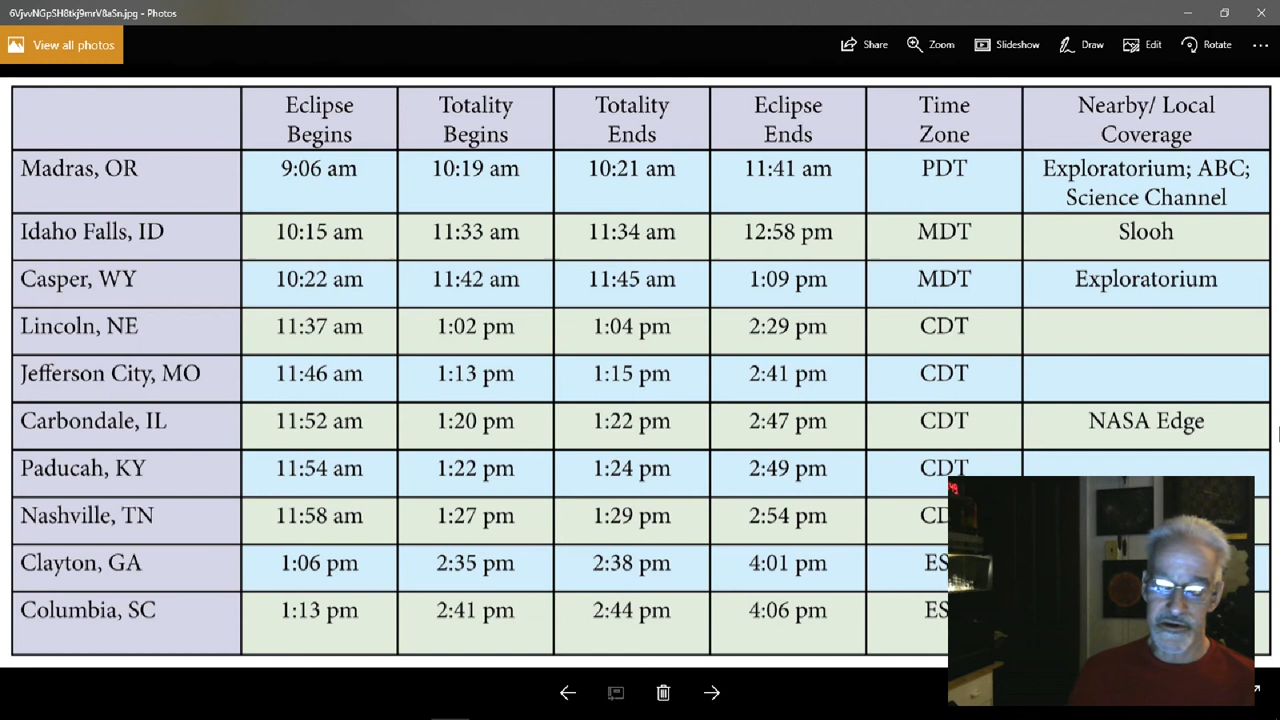 6VjvvNGpSH8tkj9mrV8aSn.jpg - Photos
View all photos
Share Zoom Slideshow Draw Edit Rotate
Eclipse Begins Totality Begins Totality Ends Eclipse Ends Time Zone Nearby/ Local Coverage
Madras, OR 9:06 am 10:19 am 10:21 am 11:41 am PDT Exploratorium; ABC; Science Channel
Idaho Falls, ID 10:15 am 11:33 am 11:34 am 12:58 pm MDT Slooh
Casper, WY 10:22 am 11:42 am 11:45 am 1:09 pm MDT Exploratorium
Lincoln, NE 11:37 am 1:02 pm 1:04 pm 2:29 pm CDT
Jefferson City, MO 11:46 am 1:13 pm 1:15 pm 2:41 pm CDT
Carbondale, IL 11:52 am 1:20 pm 1:22 pm 2:47 pm CDT NASA Edge
Paducah, KY 11:54 am 1:22 pm 1:24 pm 2:49 pm CDT
Nashville, TN 11:58 am 1:27 pm 1:29 pm 2:54 pm CD
Clayton, GA 1:06 pm 2:35 pm 2:38 pm 4:01 pm ES
Columbia, SC 1:13 pm 2:41 pm 2:44 pm 4:06 pm ES